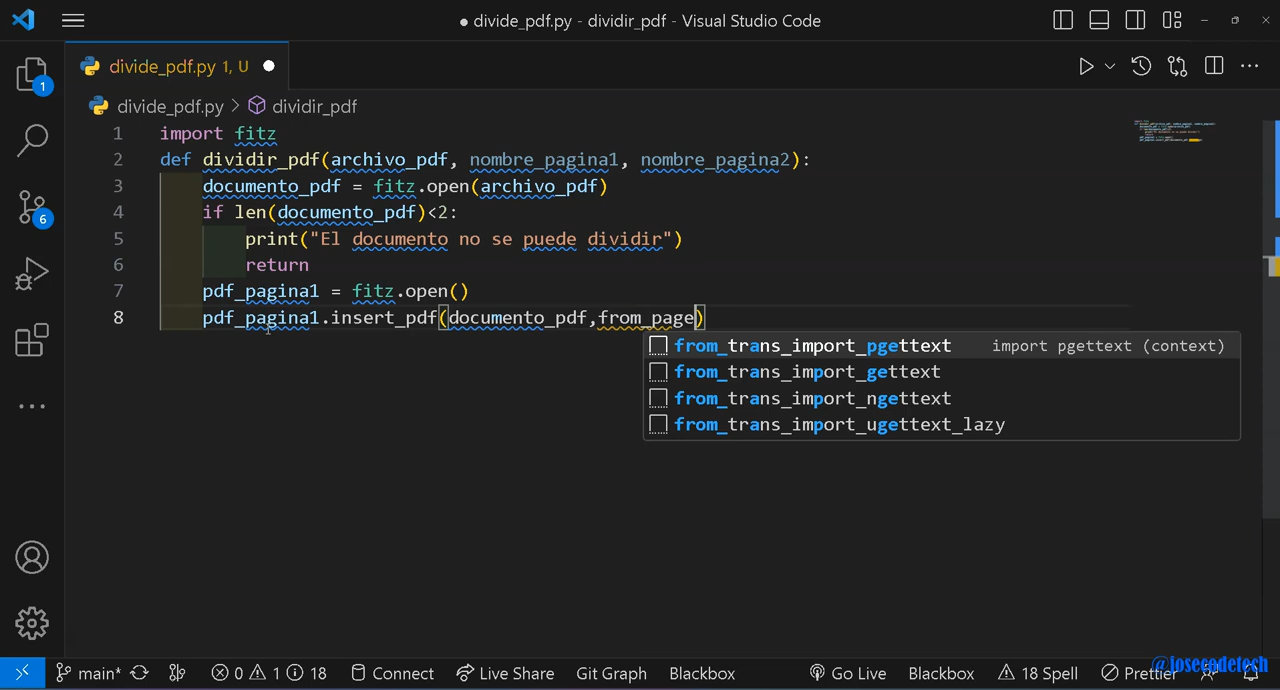 ● divide_pdf.py - dividir_pdf - Visual Studio Code
divide_pdf.py 1, U ●
divide_pdf.py > dividir_pdf
1 import fitz
2 def dividir_pdf(archivo_pdf, nombre_pagina1, nombre_pagina2):
3 documento_pdf = fitz.open(archivo_pdf)
4 if len(documento_pdf)<2:
5 print("El documento no se puede dividir")
6 return
7 pdf_pagina1 = fitz.open()
8 pdf_pagina1.insert_pdf(documento_pdf,from_page)
from_trans_import_pgettext import pgettext (context)
from_trans_import_gettext
from_trans_import_ngettext
from_trans_import_ugettext_lazy
1
6
main* 0 1 18 Connect Live Share Git Graph Blackbox Go Live Blackbox 18 Spell Prettier
@josecodetech